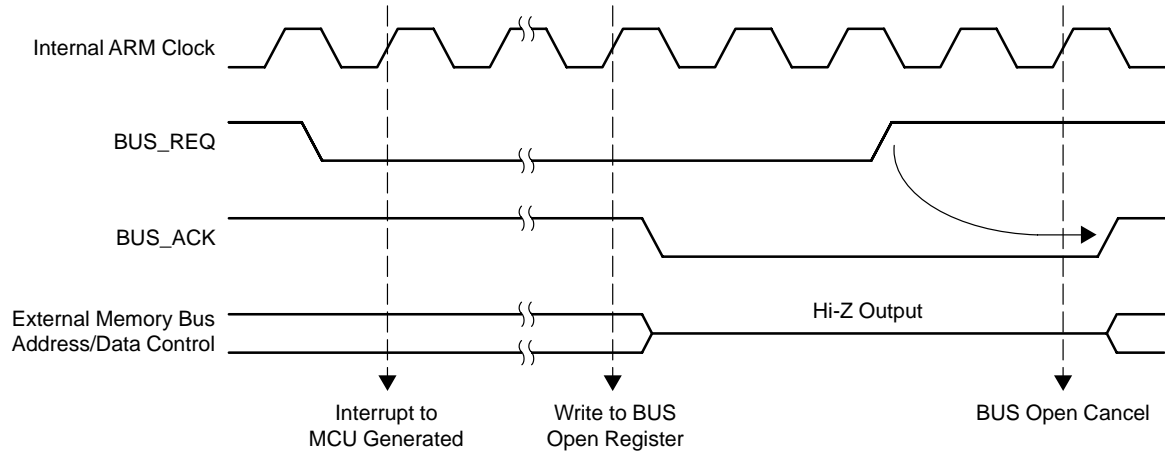 Internal ARM Clock
BUS_REQ
BUS_ACK
External Memory Bus
Address/Data Control
Hi-Z Output
Interrupt to
MCU Generated
Write to BUS
Open Register
BUS Open Cancel